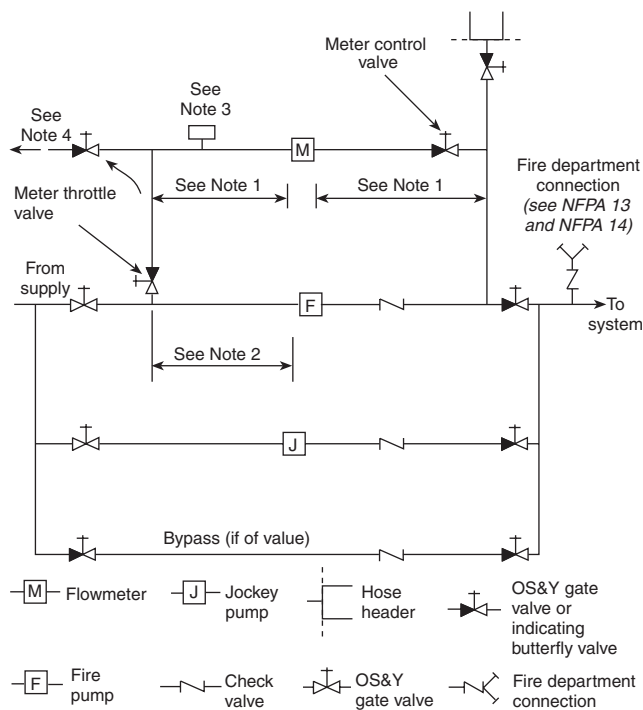 Meter control
valve
See
Note 3
See
Note 4
M
See Note 1
See Note 1
Fire department
connection
(see NFPA 13
and NFPA 14)
Meter throttle
valve
From
supply
F
To
system
See Note 2
J
Bypass (if of value)
M Flowmeter
J Jockey
pump
Hose
header
OS&Y gate
valve or
indicating
butterfly valve
F Fire
pump
Check
valve
OS&Y
gate valve
Fire department
connection